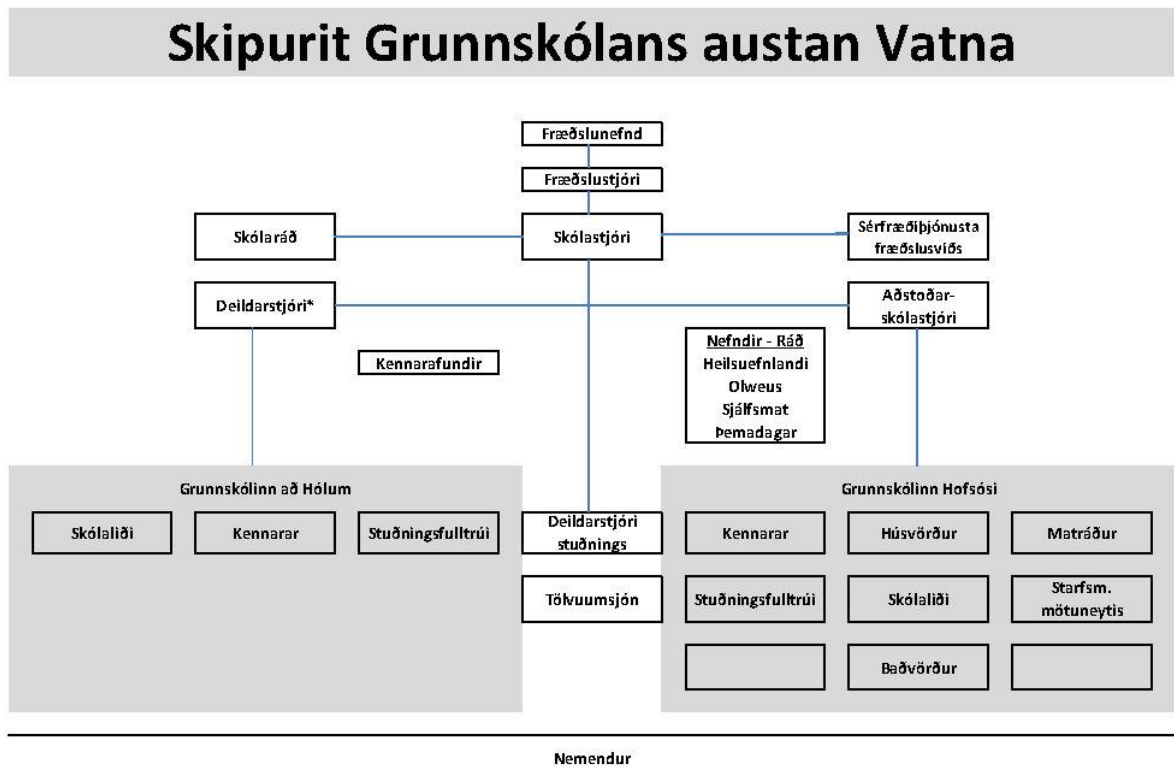 Skipurit Grunnskólans austan Vatna
Fræðslunefnd
Fræðslustjóri
Skólaráð
Skólastjóri
Sérfræðiþjónusta
fræðslusviðs
Deildarstjóri*
Aðstoðar-
skólastjóri
Kennarafundir
Nefndir - Ráð
Heilsuefnlandi
Olweus
Sjálfsmat
Þemadagar
Grunnskólinn að Hólum
Skólaliði
Kennarar
Stuðningsfulltrúi
Deildarstjóri
stuðnings
Tölvuumsjón
Grunnskólinn Hofsósi
Kennarar
Húsvörður
Matráður
Stuðningsfulltrúi
Skólaliði
Starfsm.
mötuneytis
Baðvörður
Nemendur